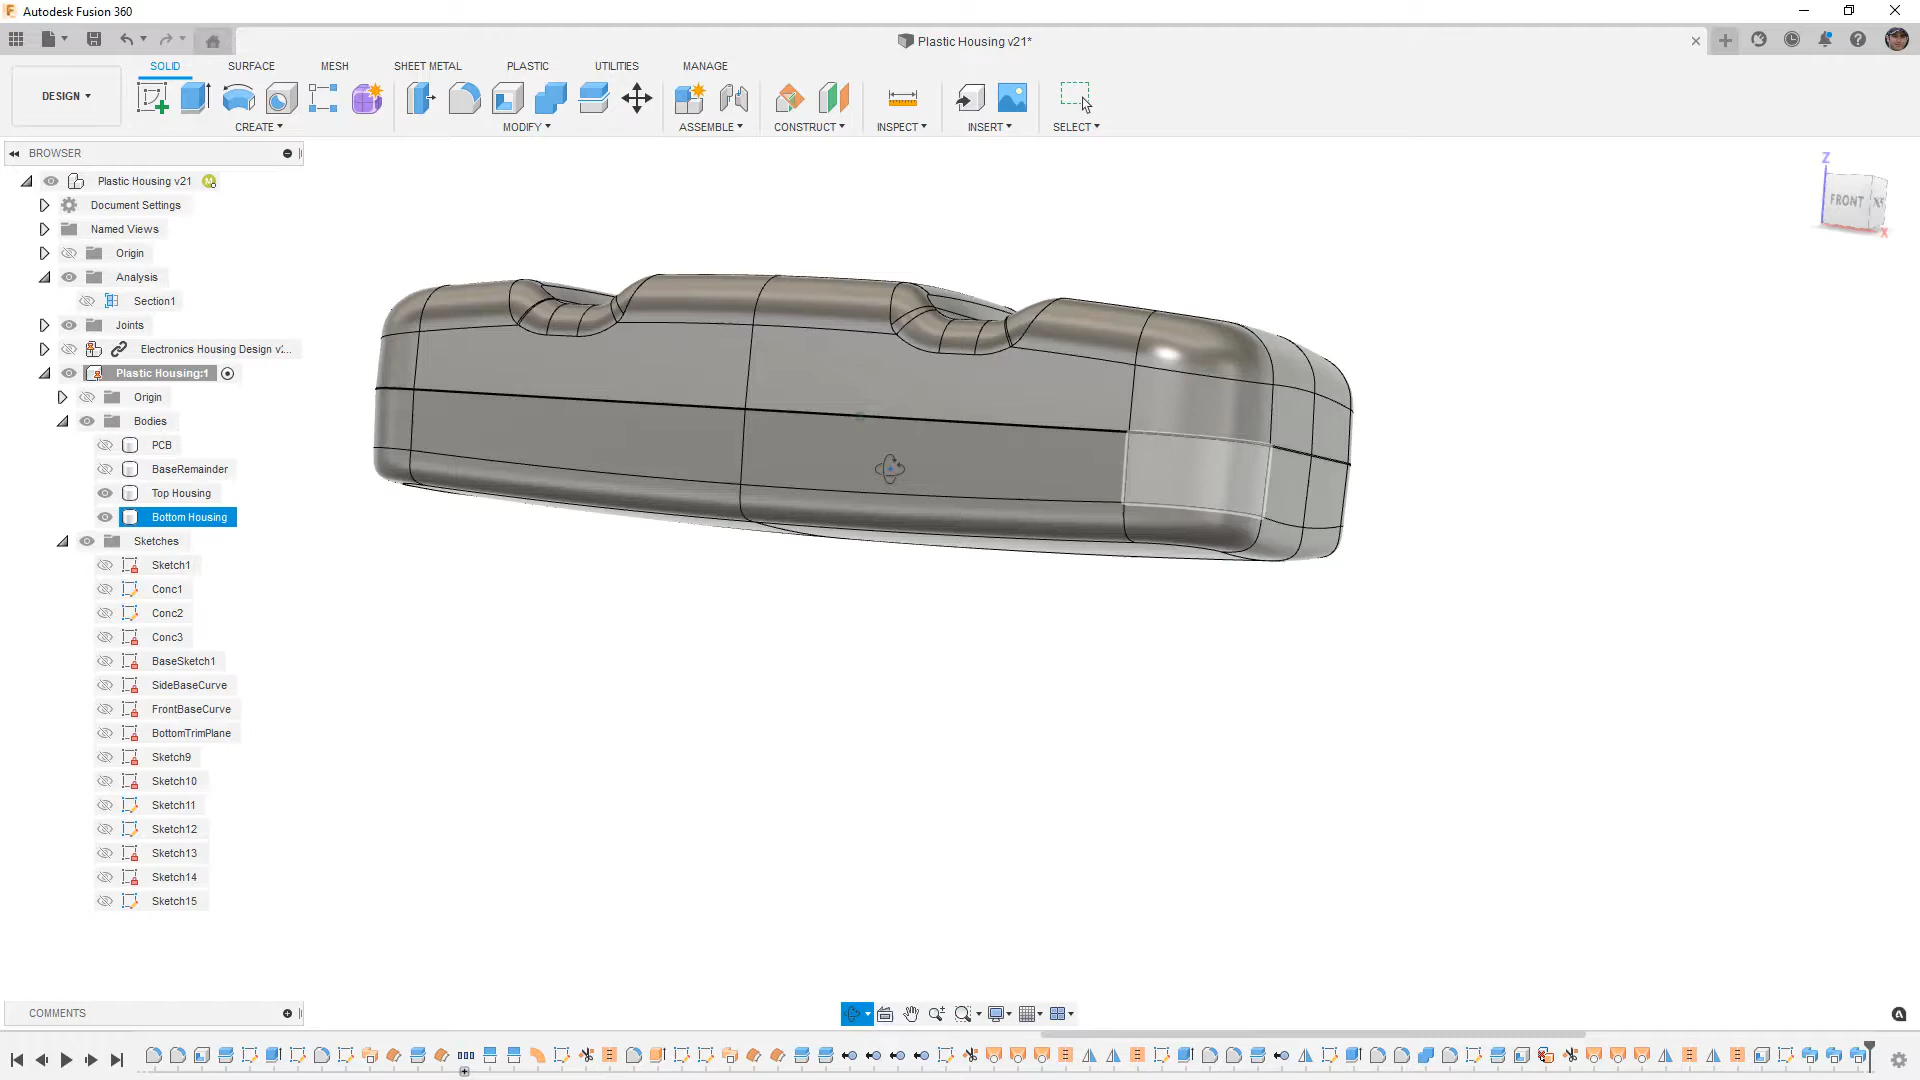 Autodesk Fusion 360
Plastic Housing v21*
DESIGN
SOLID
SURFACE
MESH
SHEET METAL
PLASTIC
UTILITIES
MANAGE
CREATE
MODIFY
ASSEMBLE
CONSTRUCT
INSPECT
INSERT
SELECT
BROWSER
Plastic Housing v21
M
Document Settings
Named Views
Origin
Analysis
Section1
Joints
Electronics Housing Design v'...
Plastic Housing:1
Origin
Bodies
PCB
BaseRemainder
Top Housing
Bottom Housing
Sketches
Sketch1
Conc1
Conc2
Conc3
BaseSketch1
SideBaseCurve
FrontBaseCurve
BottomTrimPlane
Sketch9
Sketch10
Sketch11
Sketch12
Sketch13
Sketch14
Sketch15
Z
FRONT
X
COMMENTS